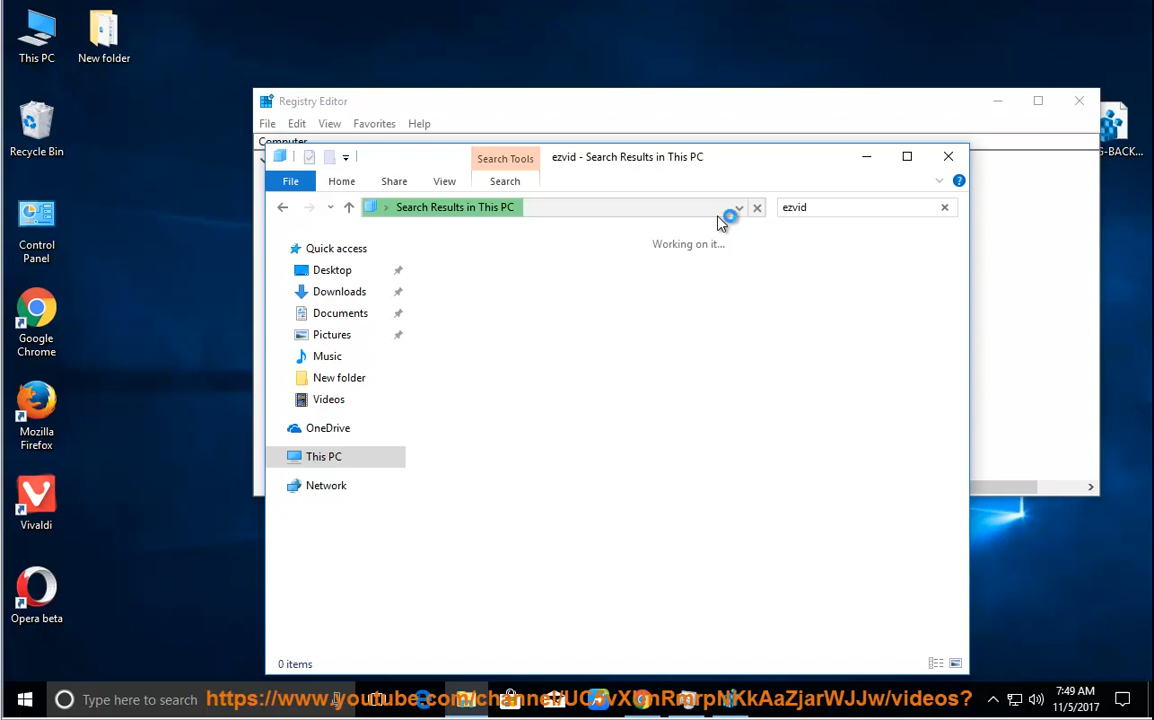 This PC
New folder
Recycle Bin
Control
Panel
Google
Chrome
Mozilla
Firefox
Vivaldi
Opera beta
Registry Editor
File Edit View Favorites Help
Computer
G-BACK...
Search Tools
ezvid - Search Results in This PC
File Home Share View Search
Search Results in This PC
ezvid
Working on it...
Quick access
Desktop
Downloads
Documents
Pictures
Music
New folder
Videos
OneDrive
This PC
Network
0 items
Type here to search
7:49 AM
11/5/2017